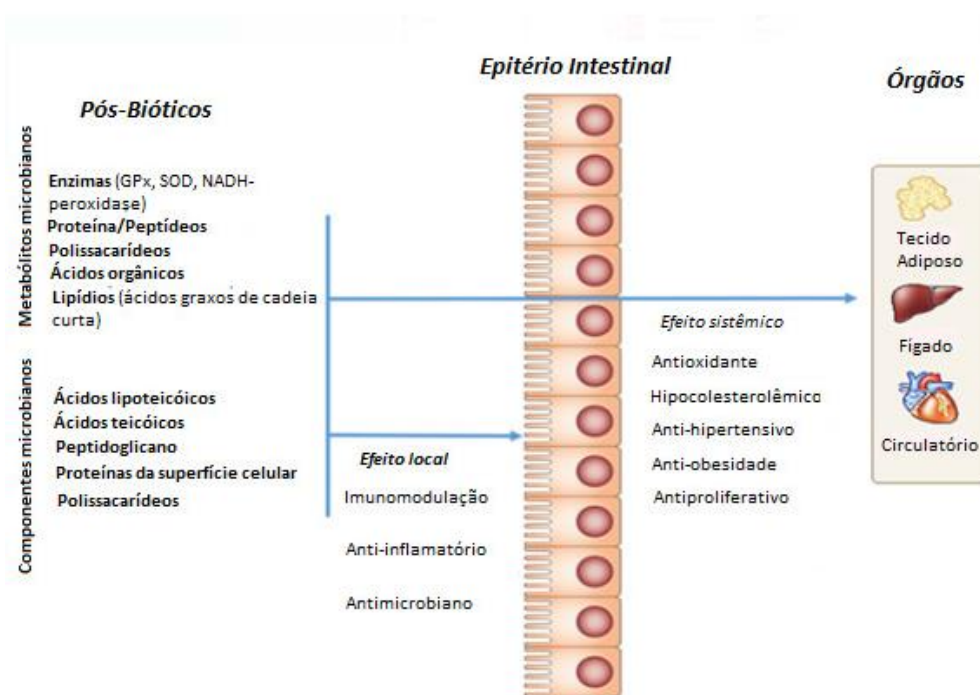 Epitério Intestinal
Órgãos
Pós-Bióticos
Metabólitos microbianos
Enzimas (GPx, SOD, NADH-
peroxidase)
Proteína/Peptídeos
Polissacarídeos
Ácidos orgânicos
Lipídios (ácidos graxos de cadeia
curta)
Componentes microbianos
Ácidos lipoteicóicos
Ácidos teicóicos
Peptidoglicano
Proteínas da superfície celular
Polissacarídeos
Efeito local
Imunomodulação
Anti-inflamatório
Antimicrobiano
Efeito sistêmico
Antioxidante
Hipocolesterolêmico
Anti-hipertensivo
Anti-obesidade
Antiproliferativo
Tecido
Adiposo
Fígado
Circulatório